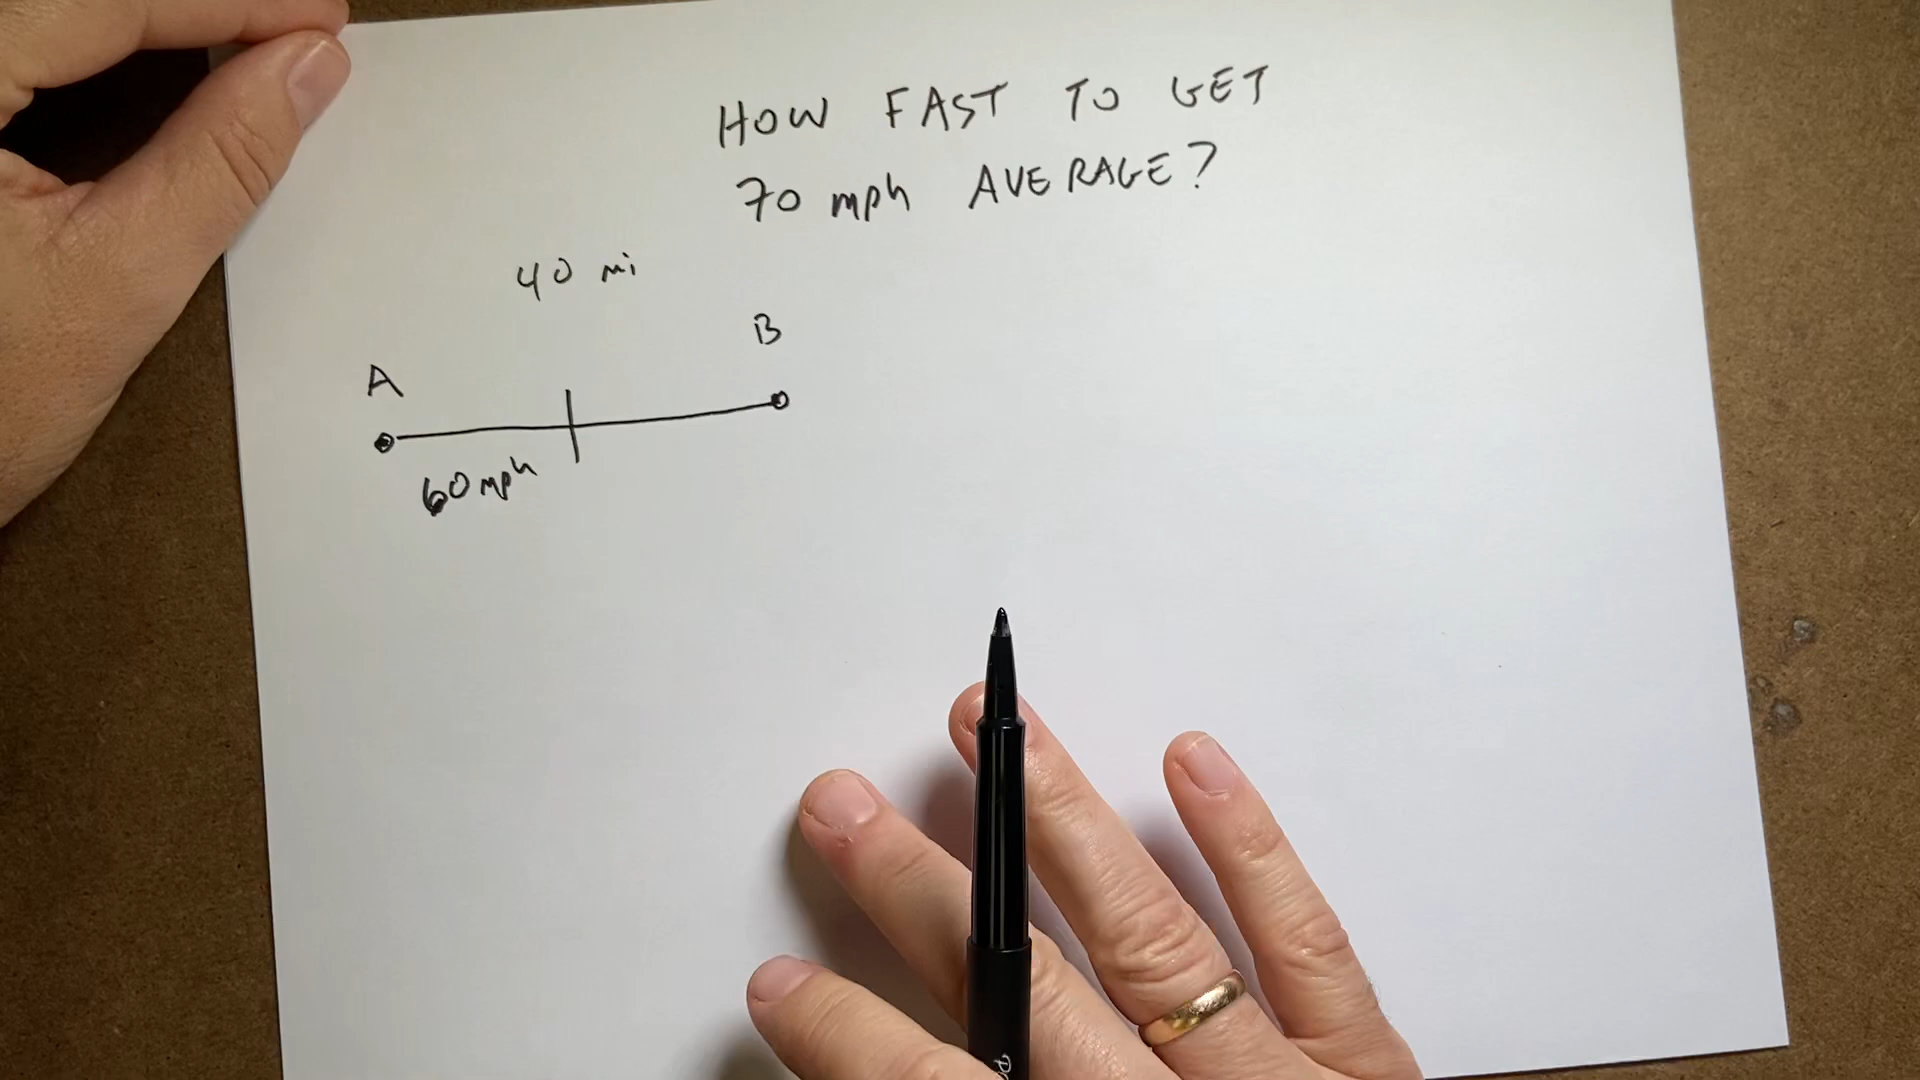 HOW FAST TO GET
70 mph AVERAGE?
40 mi
A
B
60 mph